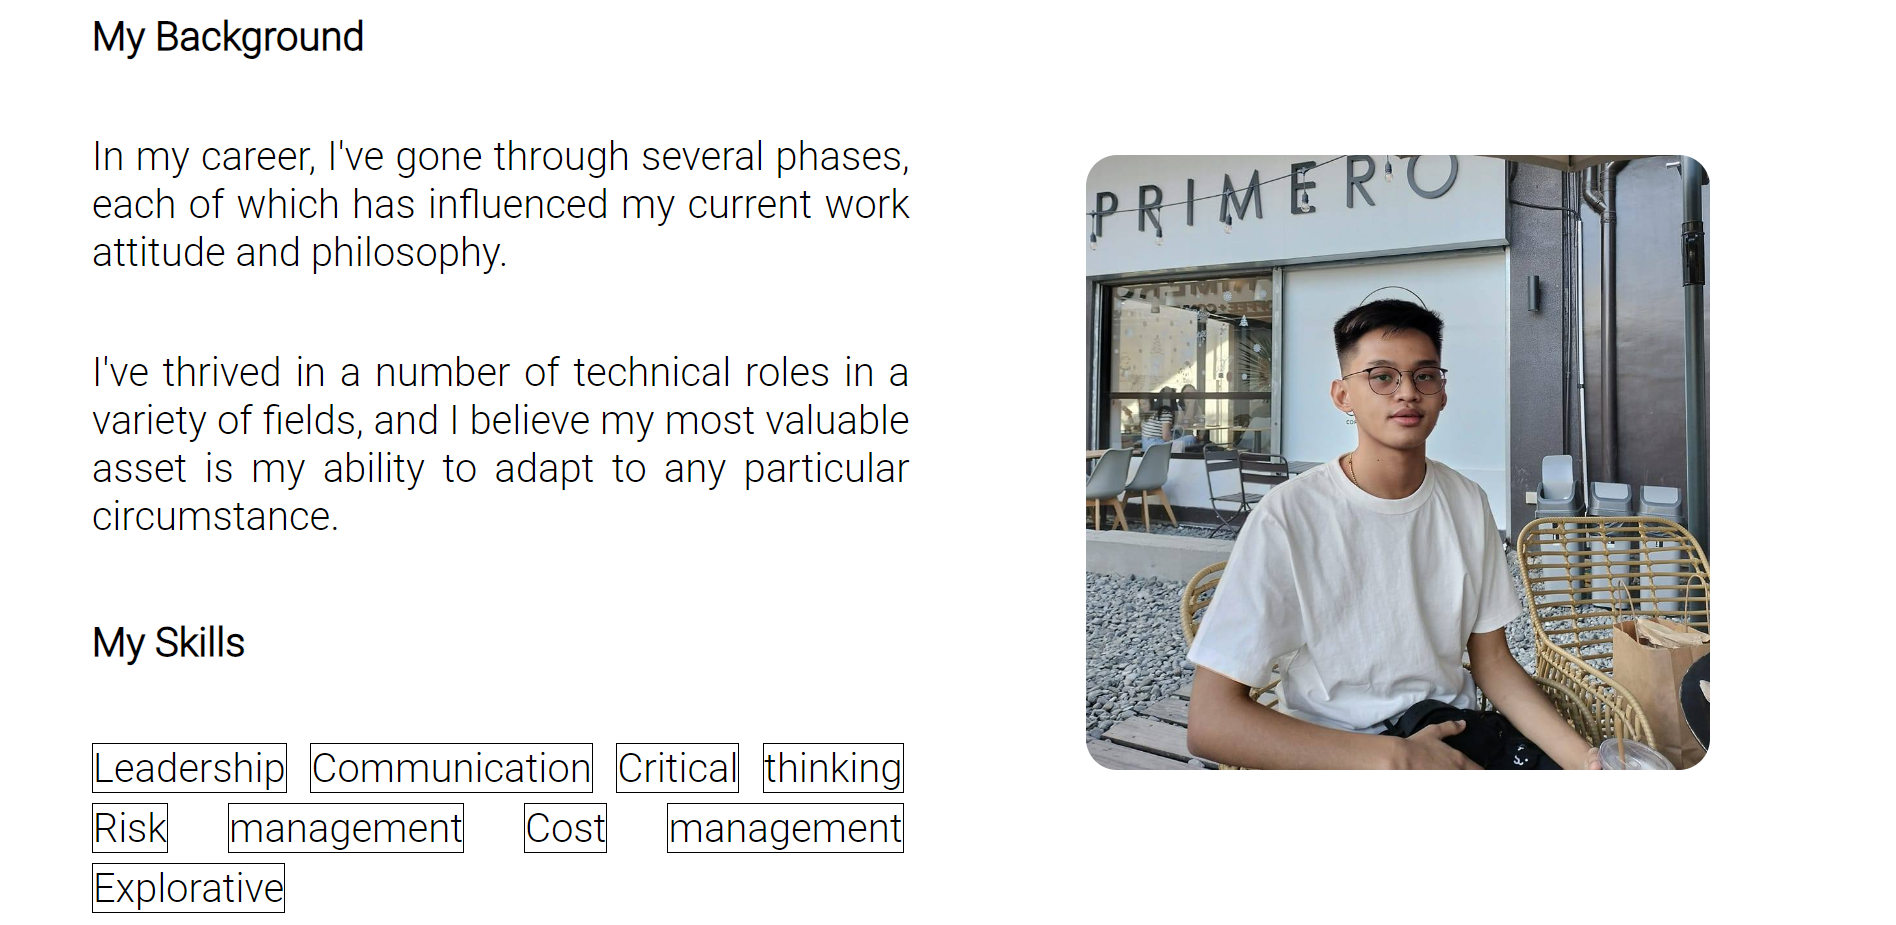 My Background
In my career, I've gone through several phases,
each of which has influenced my current work
attitude and philosophy.
I've thrived in a number of technical roles in a
variety of fields, and I believe my most valuable
asset is my ability to adapt to any particular
circumstance.
My Skills
Leadership Communication Critical thinking
Risk management Cost management
Explorative
PRIMERO